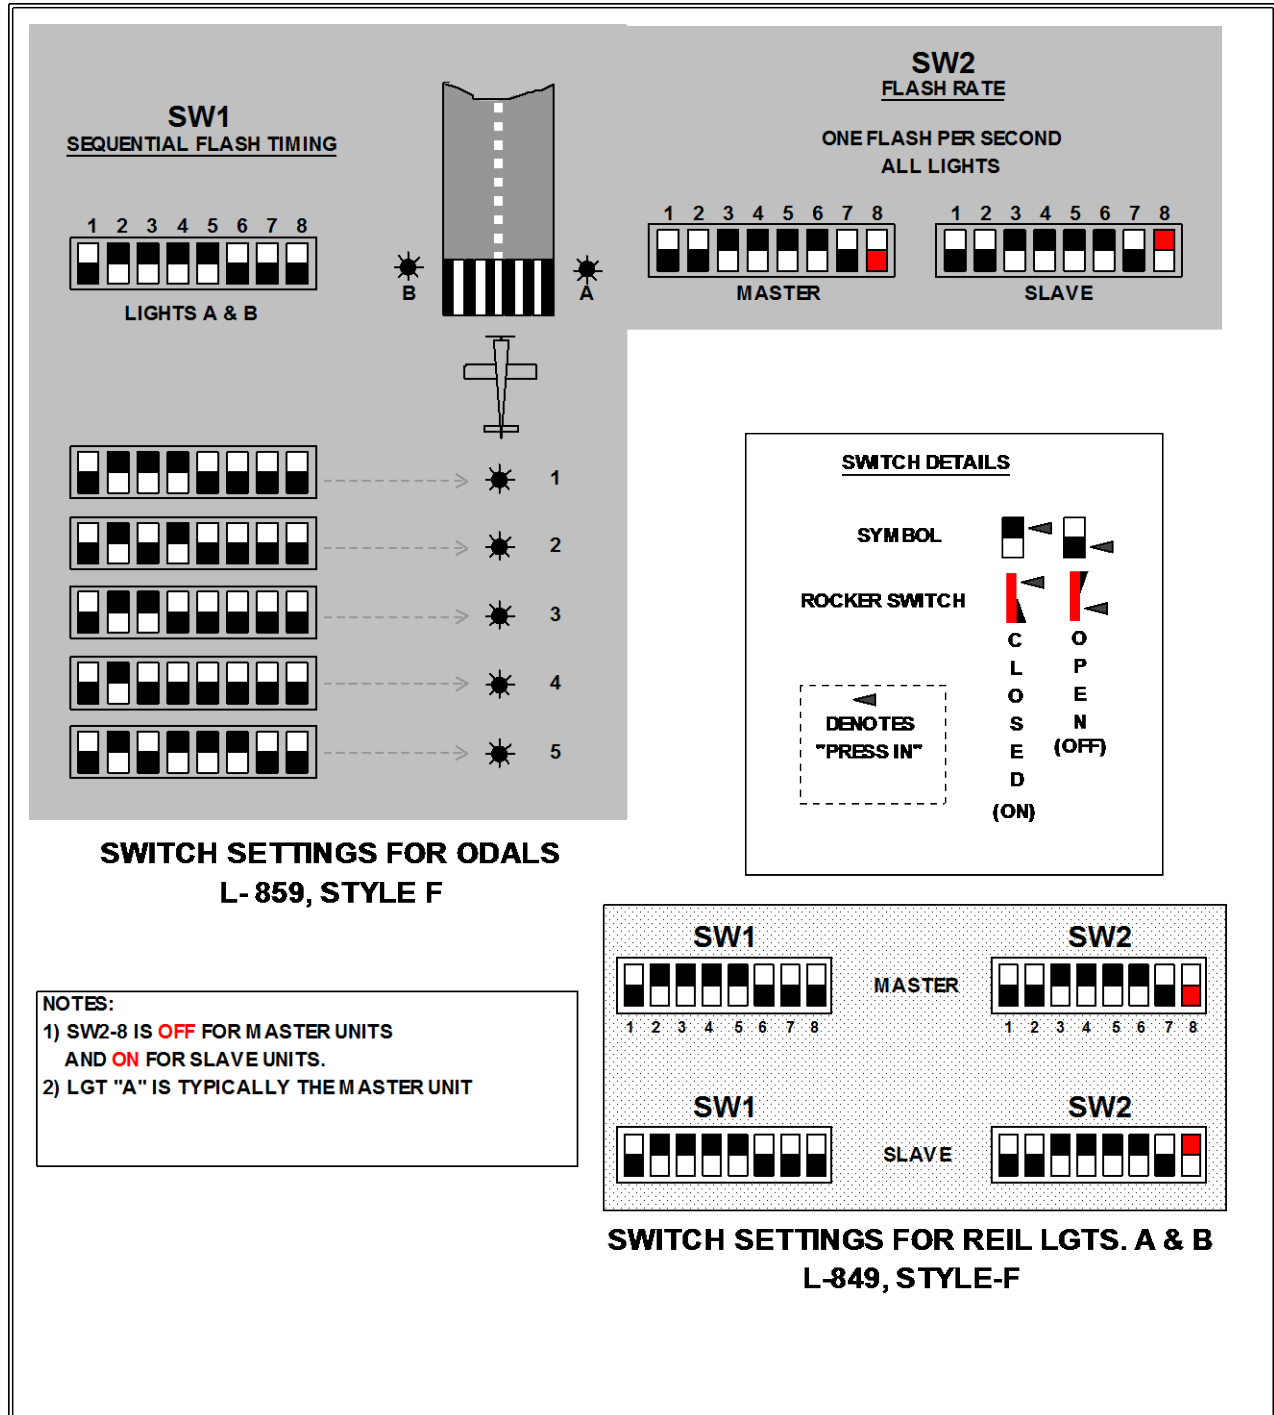 SW1
SEQUENTIAL FLASH TIMING
1 2 3 4 5 6 7 8
LIGHTS A & B
B
A
SW2
FLASH RATE
ONE FLASH PER SECOND
ALL LIGHTS
1 2 3 4 5 6 7 8
MASTER
1 2 3 4 5 6 7 8
SLAVE
1
2
3
4
5
SWITCH SETTINGS FOR ODALS
L-859, STYLE F
SWITCH DETAILS
SYMBOL
ROCKER SWITCH
CLOSED
(ON)
OPEN
(OFF)
DENOTES
"PRESS IN"
NOTES:
1) SW2-8 IS OFF FOR MASTER UNITS
AND ON FOR SLAVE UNITS.
2) LGT "A" IS TYPICALLY THE MASTER UNIT
SW1
SW2
MASTER
1 2 3 4 5 6 7 8
1 2 3 4 5 6 7 8
SW1
SW2
SLAVE
SWITCH SETTINGS FOR REIL LGTS. A & B
L-849, STYLE-F